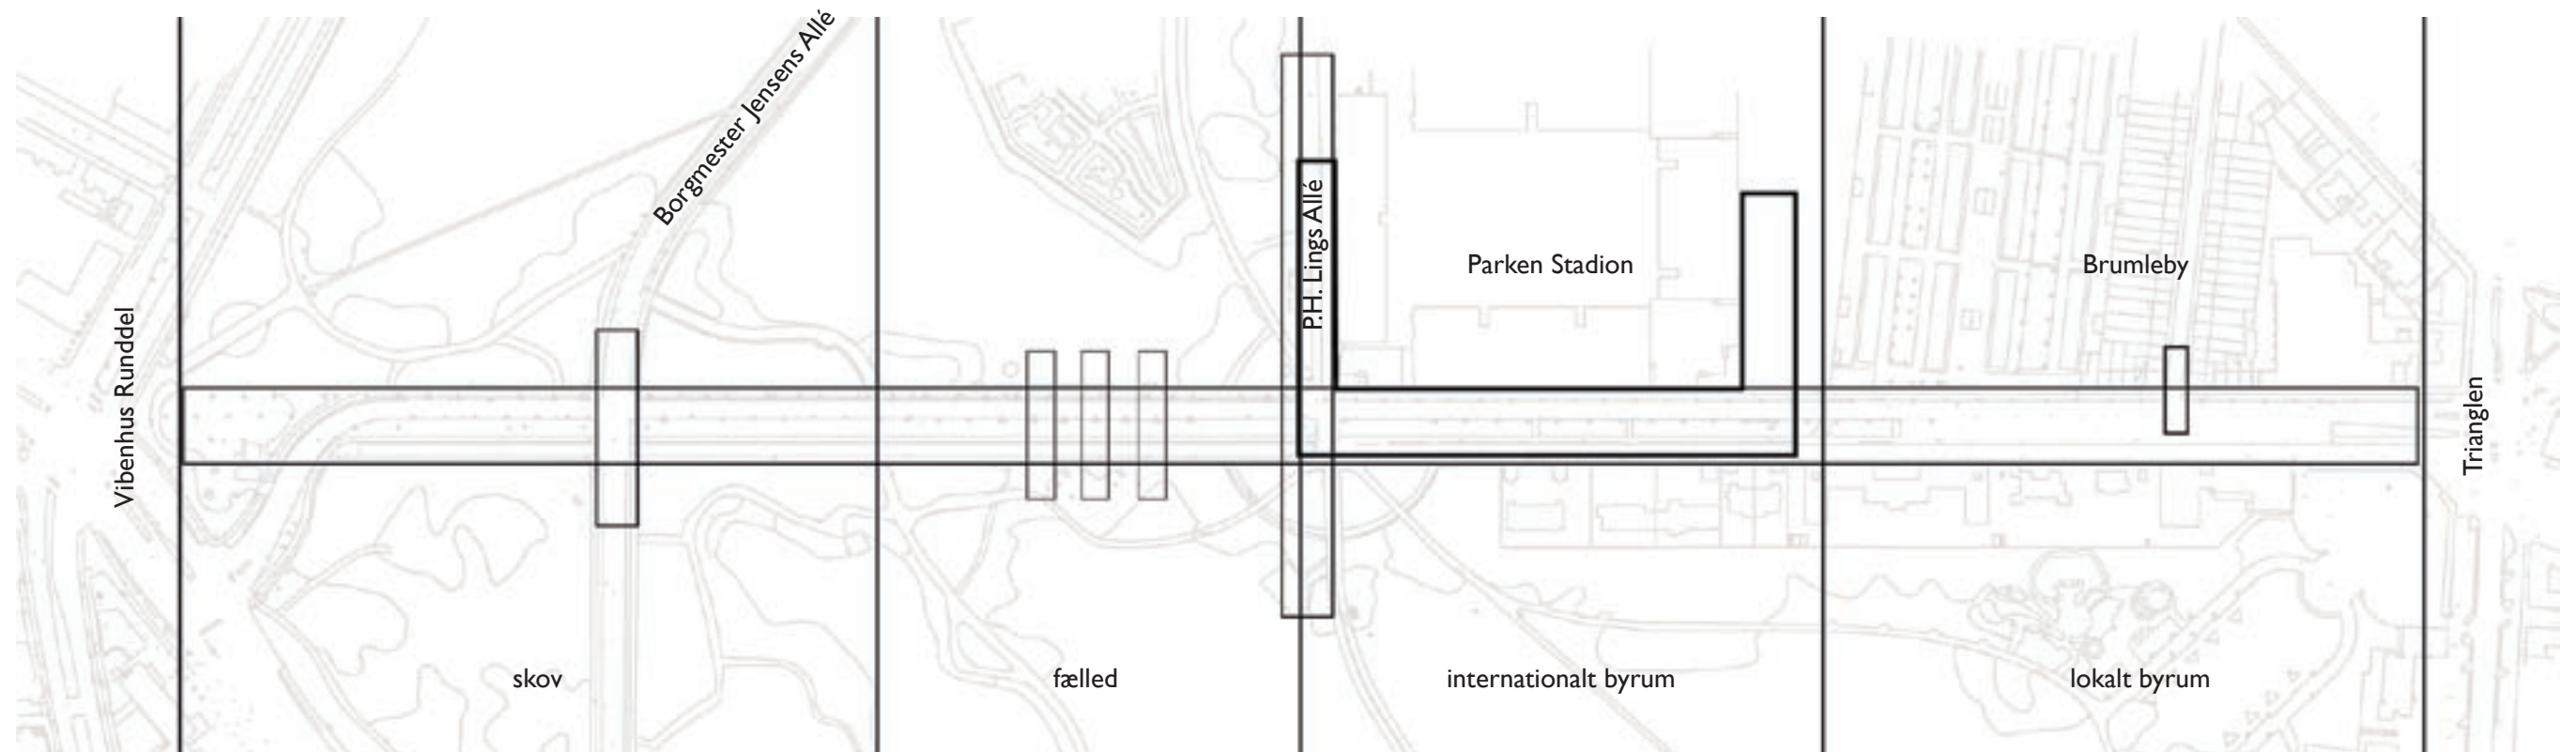 Vibenhus Runddel
Borgmester Jensens Allé
P.H. Lings Allé
Parken Stadion
Brumleby
Trianglen
skov
fælled
internationalt byrum
lokalt byrum